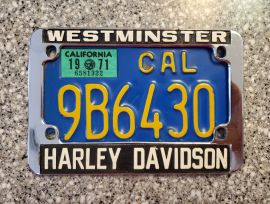 WESTMINSTER
CALIFORNIA
19 71
6581322
CAL
9B6430
HARLEY DAVIDSON